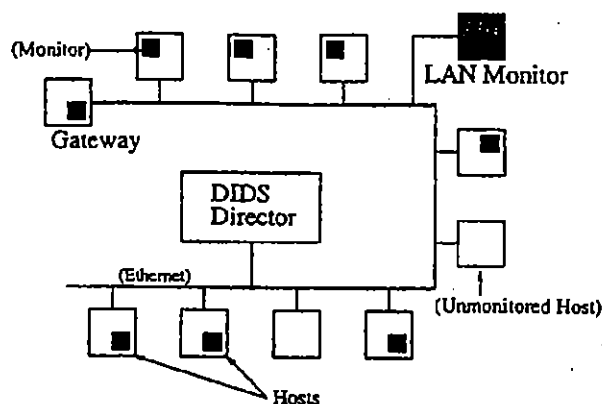 (Monitor)
LAN Monitor
Gateway
DIDS
Director
(Ethernet)
(Unmonitored Host)
Hosts